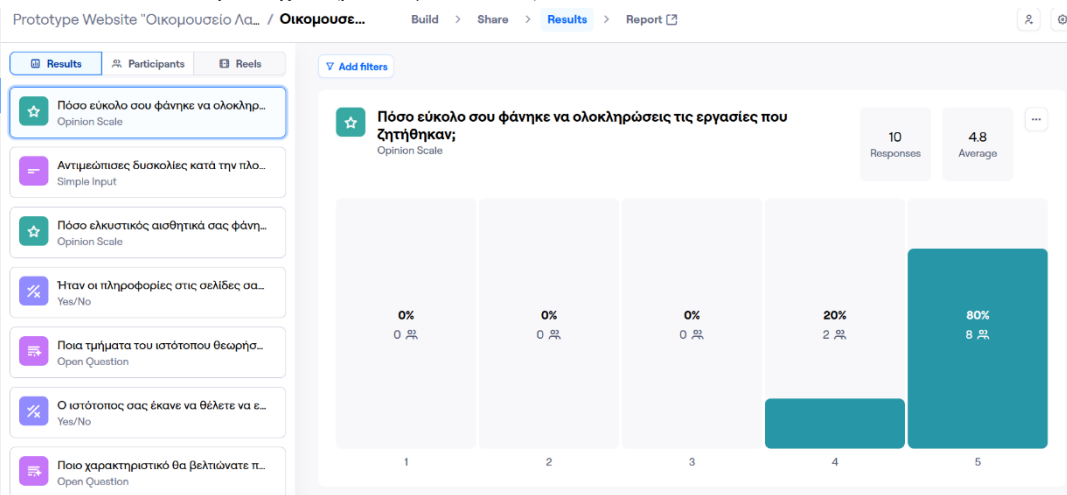 Prototype Website "Οικομουσείο Λα... / Οικομουσε...
Build > Share > Results > Report
Results
Participants
Reels
Πόσο εύκολο σου φάνηκε να ολοκληρ...
Opinion Scale
Αντιμεώπισες δυσκολίες κατά την πλο...
Simple Input
Πόσο ελκυστικός αισθητικά σας φάνη...
Opinion Scale
Ήταν οι πληροφορίες στις σελίδες σα...
Yes/No
Ποια τμήματα του ιστότοπου θεωρήσ...
Open Question
Ο ιστότοπος σας έκανε να θέλετε να ε...
Yes/No
Ποιο χαρακτηριστικό θα βελτιώνατε π...
Open Question
Add filters
Πόσο εύκολο σου φάνηκε να ολοκληρώσεις τις εργασίες που
ζητήθηκαν;
Opinion Scale
10
Responses
4.8
Average
0% 0% 0% 20% 80%
0 0 0 2 8
1 2 3 4 5